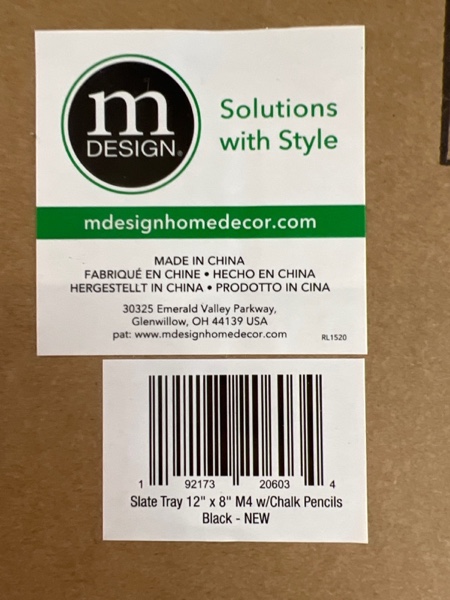 m
DESIGN®
Solutions
with Style
mdesignhomedecor.com
MADE IN CHINA
FABRIQUÉ EN CHINE • HECHO EN CHINA
HERGESTELLT IN CHINA • PRODOTTO IN CINA
30325 Emerald Valley Parkway,
Glenwillow, OH 44139 USA
pat: www.mdesignhomedecor.com
RL1520
1 92173 20603 4
Slate Tray 12" x 8" M4 w/Chalk Pencils
Black - NEW